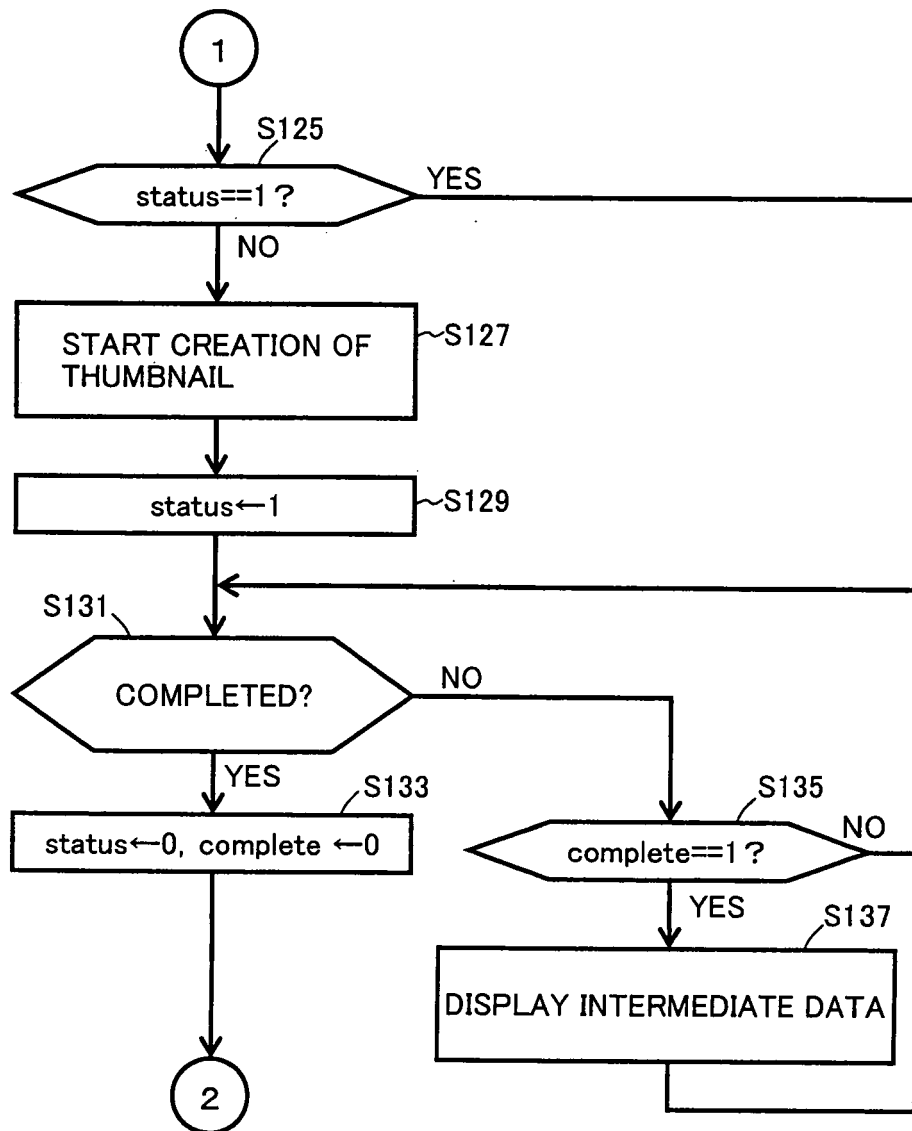 1
S125
status==1?
YES
NO
START CREATION OF
THUMBNAIL
S127
status←1
S129
S131
COMPLETED?
NO
YES
S133
status←0, complete ←0
S135
complete==1?
NO
YES
S137
DISPLAY INTERMEDIATE DATA
2